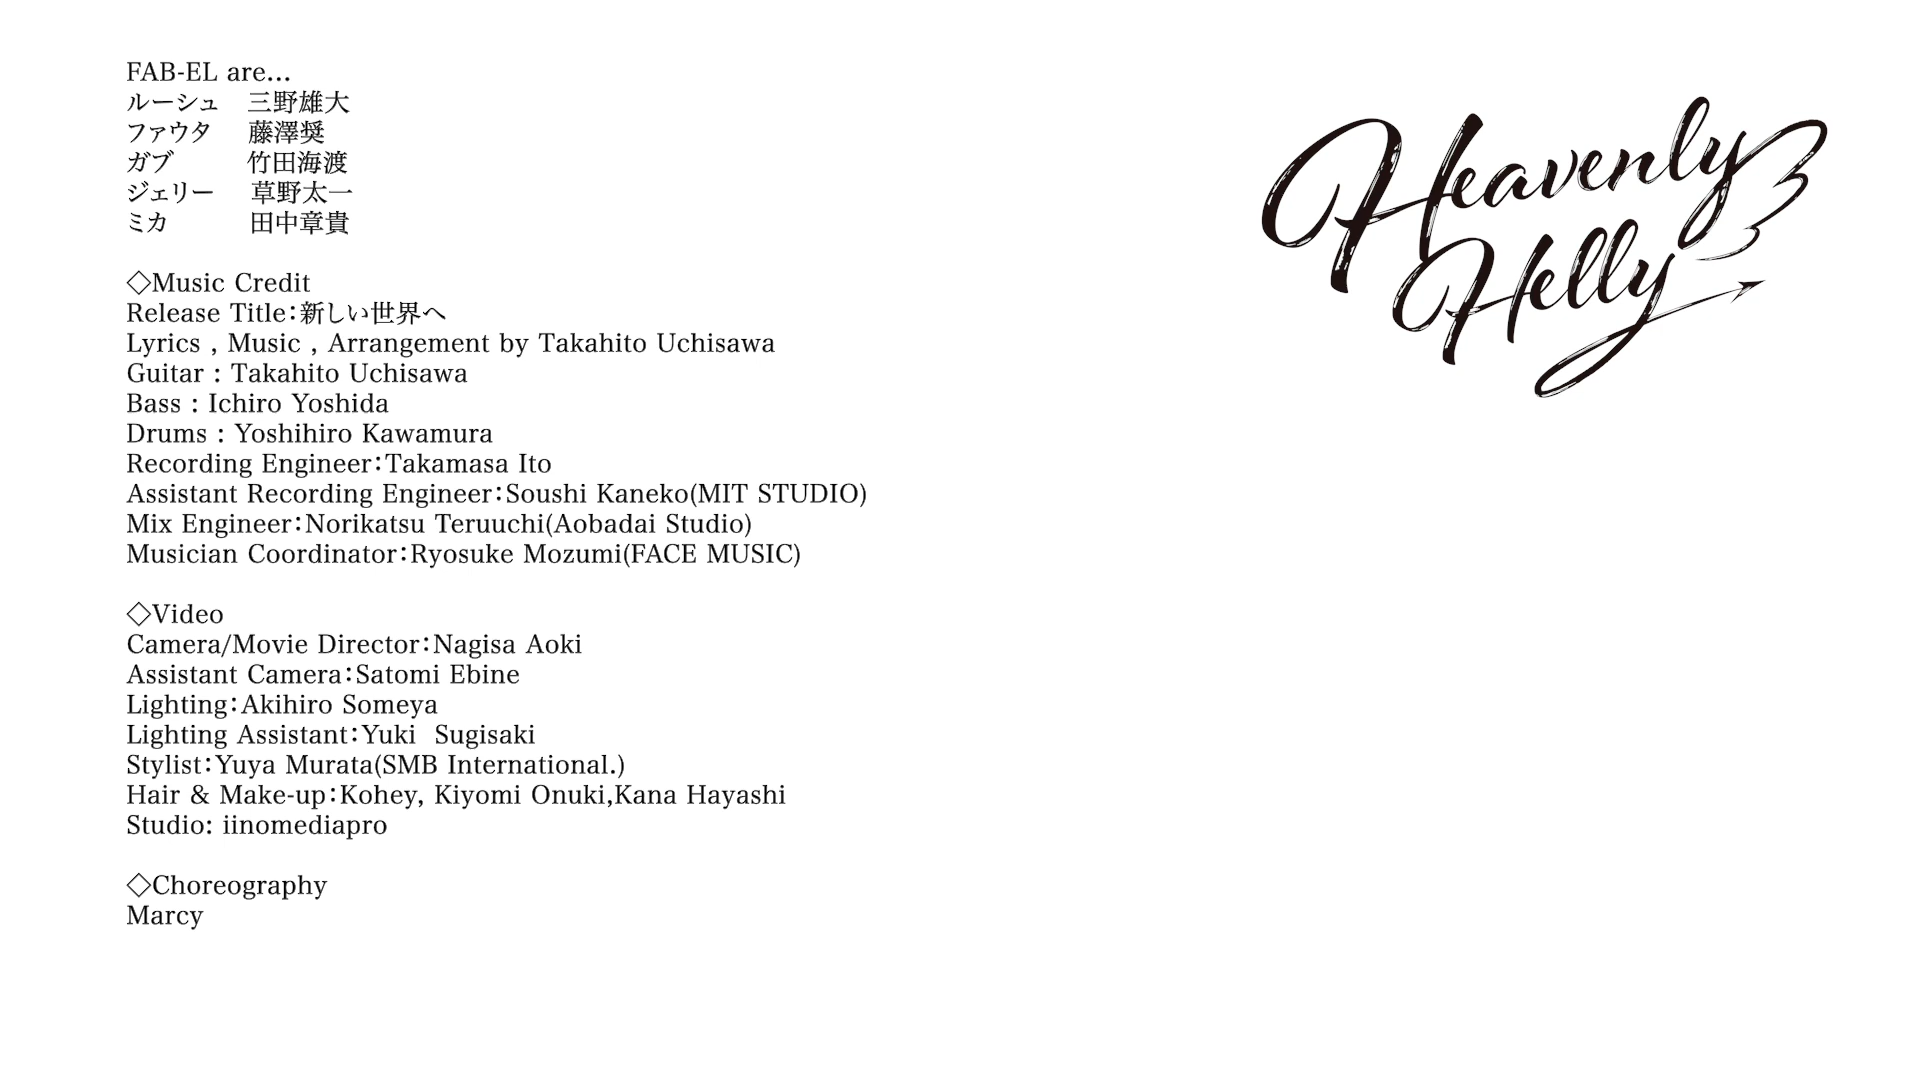 FAB-EL are...
ルーシュ 三野雄大
ファウタ 藤澤奨
ガブ 竹田海渡
ジェリー 草野太一
ミカ 田中章貴
◇Music Credit
Release Title：新しい世界へ
Lyrics , Music , Arrangement by Takahito Uchisawa
Guitar : Takahito Uchisawa
Bass : Ichiro Yoshida
Drums : Yoshihiro Kawamura
Recording Engineer：Takamasa Ito
Assistant Recording Engineer：Soushi Kaneko(MIT STUDIO)
Mix Engineer：Norikatsu Teruuchi(Aobadai Studio)
Musician Coordinator：Ryosuke Mozumi(FACE MUSIC)
◇Video
Camera/Movie Director：Nagisa Aoki
Assistant Camera：Satomi Ebine
Lighting：Akihiro Someya
Lighting Assistant：Yuki  Sugisaki
Stylist：Yuya Murata(SMB International.)
Hair & Make-up：Kohey, Kiyomi Onuki,Kana Hayashi
Studio: iinomediapro
◇Choreography
Marcy
Heavenly
Helly